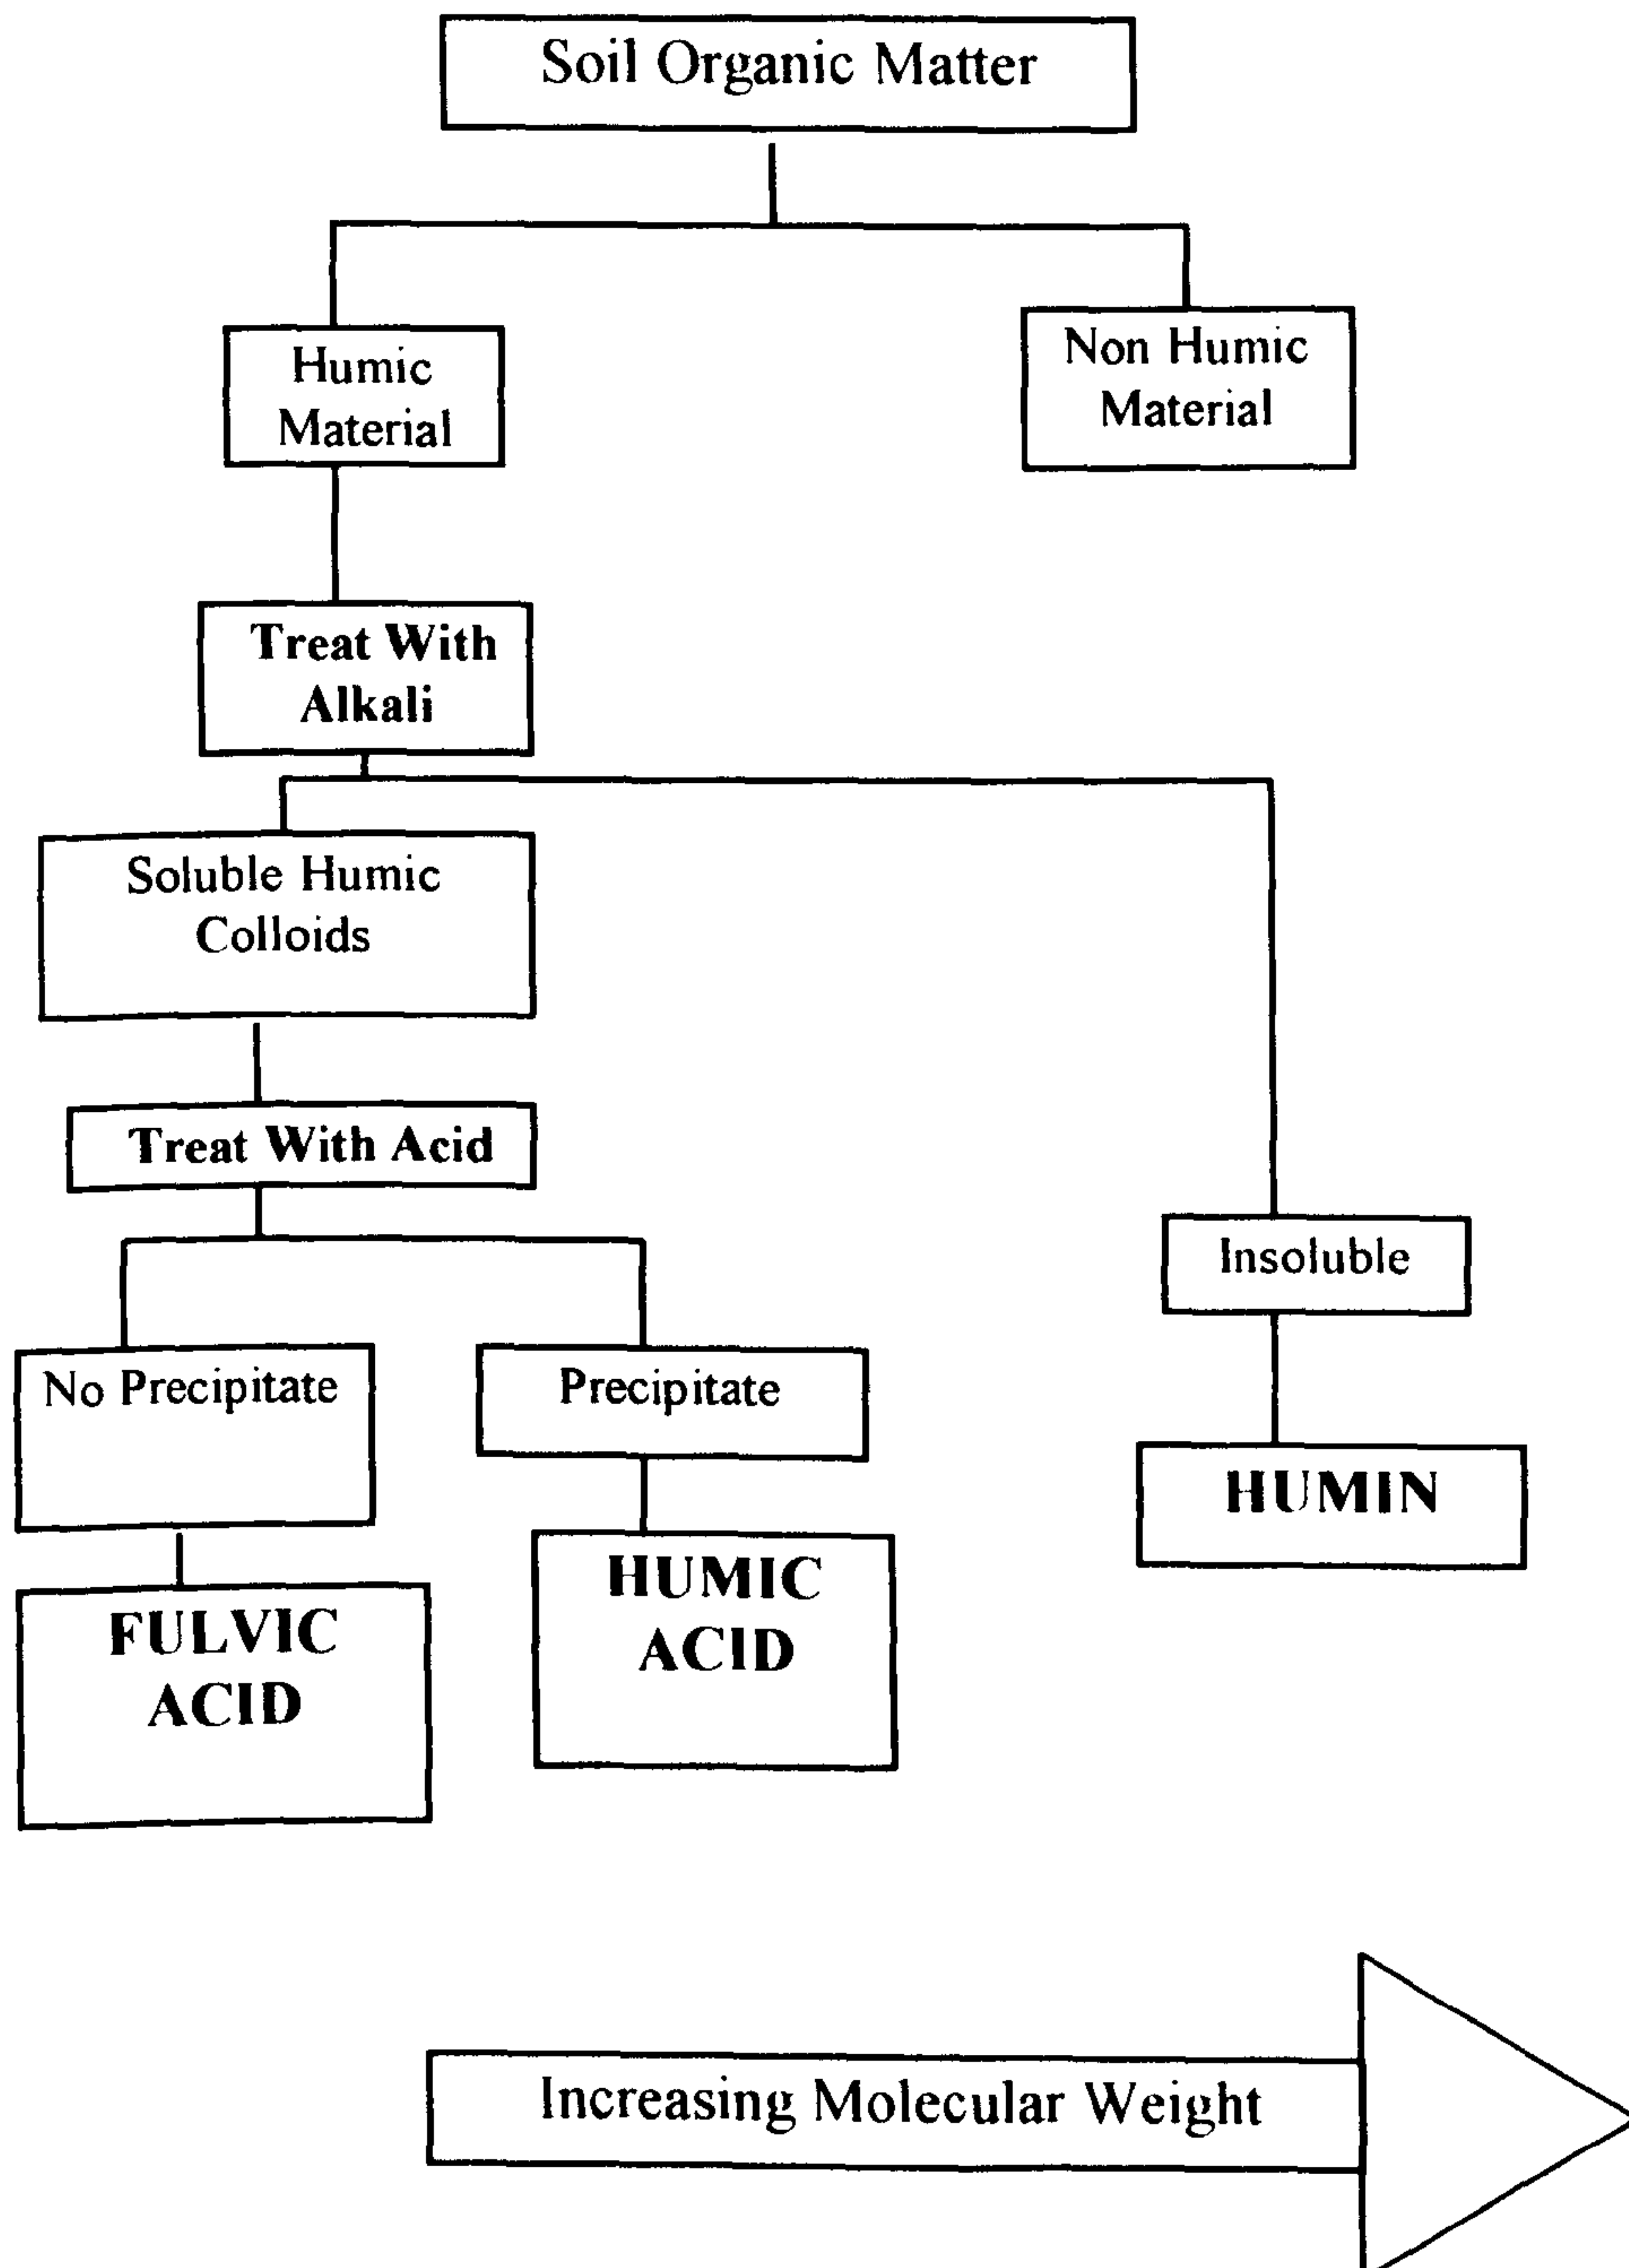 Soil Organic Matter
Humic
Material
Non Humic
Material
Treat With
Alkali
Soluble Humic
Colloids
Treat With Acid
Insoluble
No Precipitate
Precipitate
HUMIN
FULVIC
ACID
HUMIC
ACID
Increasing Molecular Weight